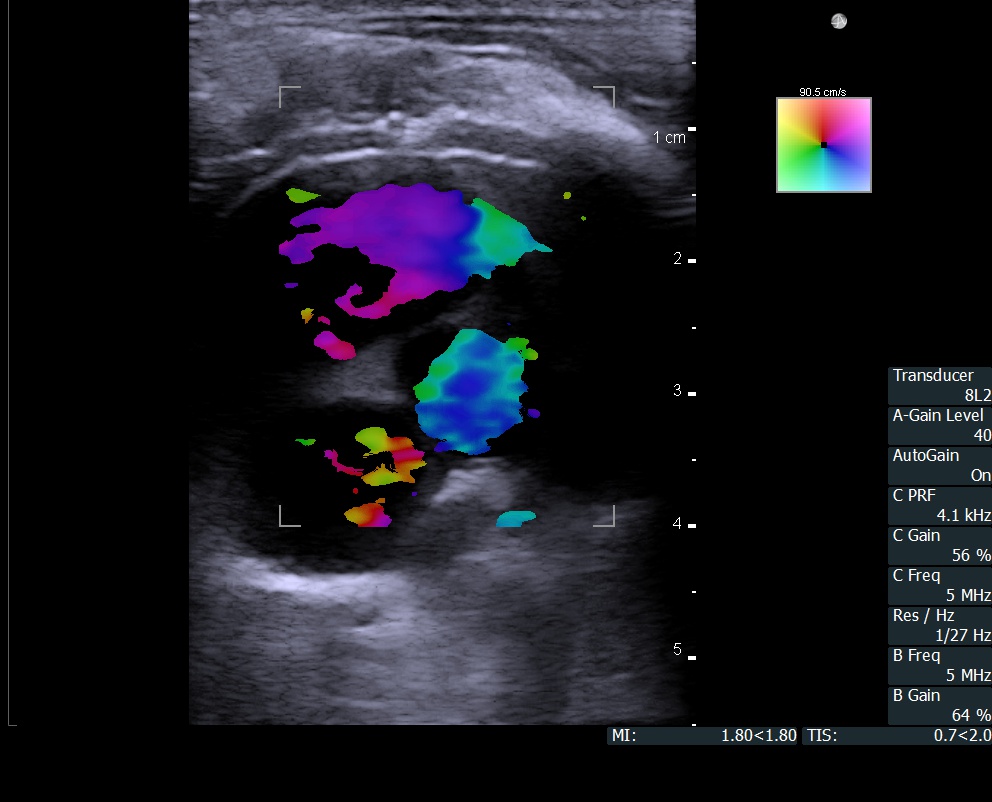 90.5 cm/s
1 cm
2
3
4
5
Transducer
8L2
A-Gain Level
40
AutoGain
On
C PRF
4.1 kHz
C Gain
56 %
C Freq
5 MHz
Res / Hz
1/27 Hz
B Freq
5 MHz
B Gain
64 %
MI: 1.80<1.80 TIS: 0.7<2.0